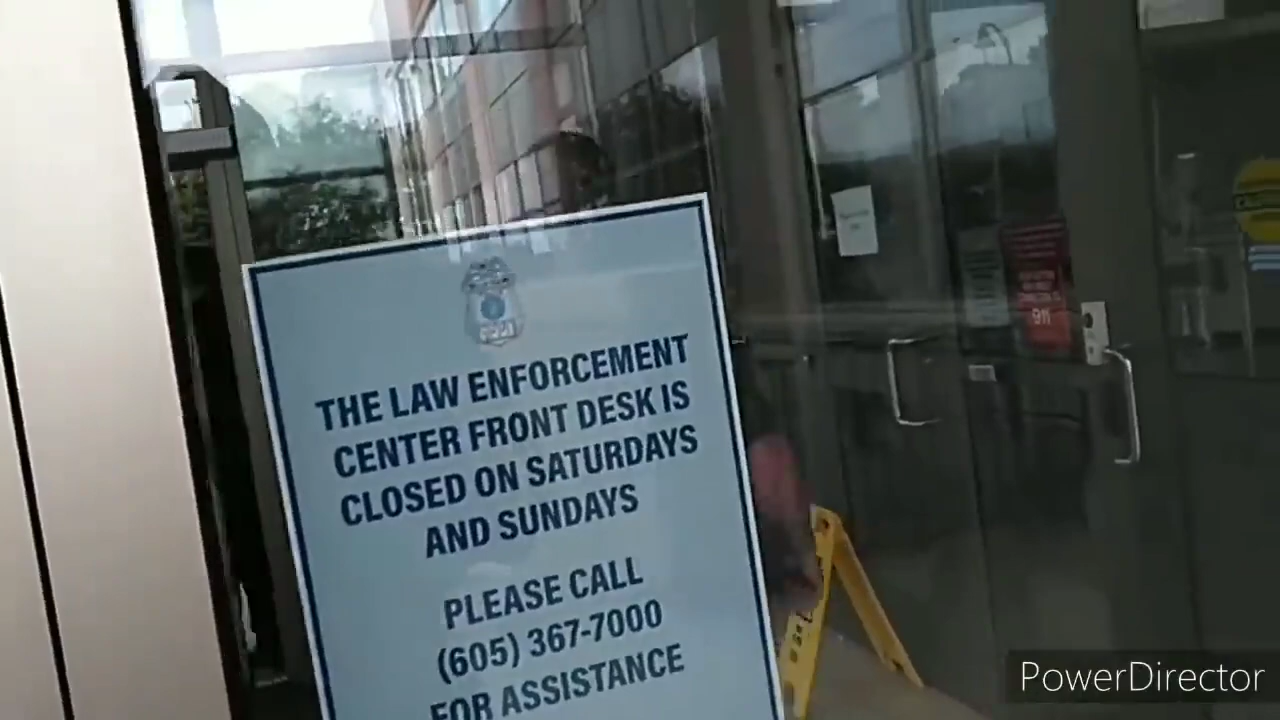 THE LAW ENFORCEMENT
CENTER FRONT DESK IS
CLOSED ON SATURDAYS
AND SUNDAYS
PLEASE CALL
(605) 367-7000
FOR ASSISTANCE
911
PowerDirector